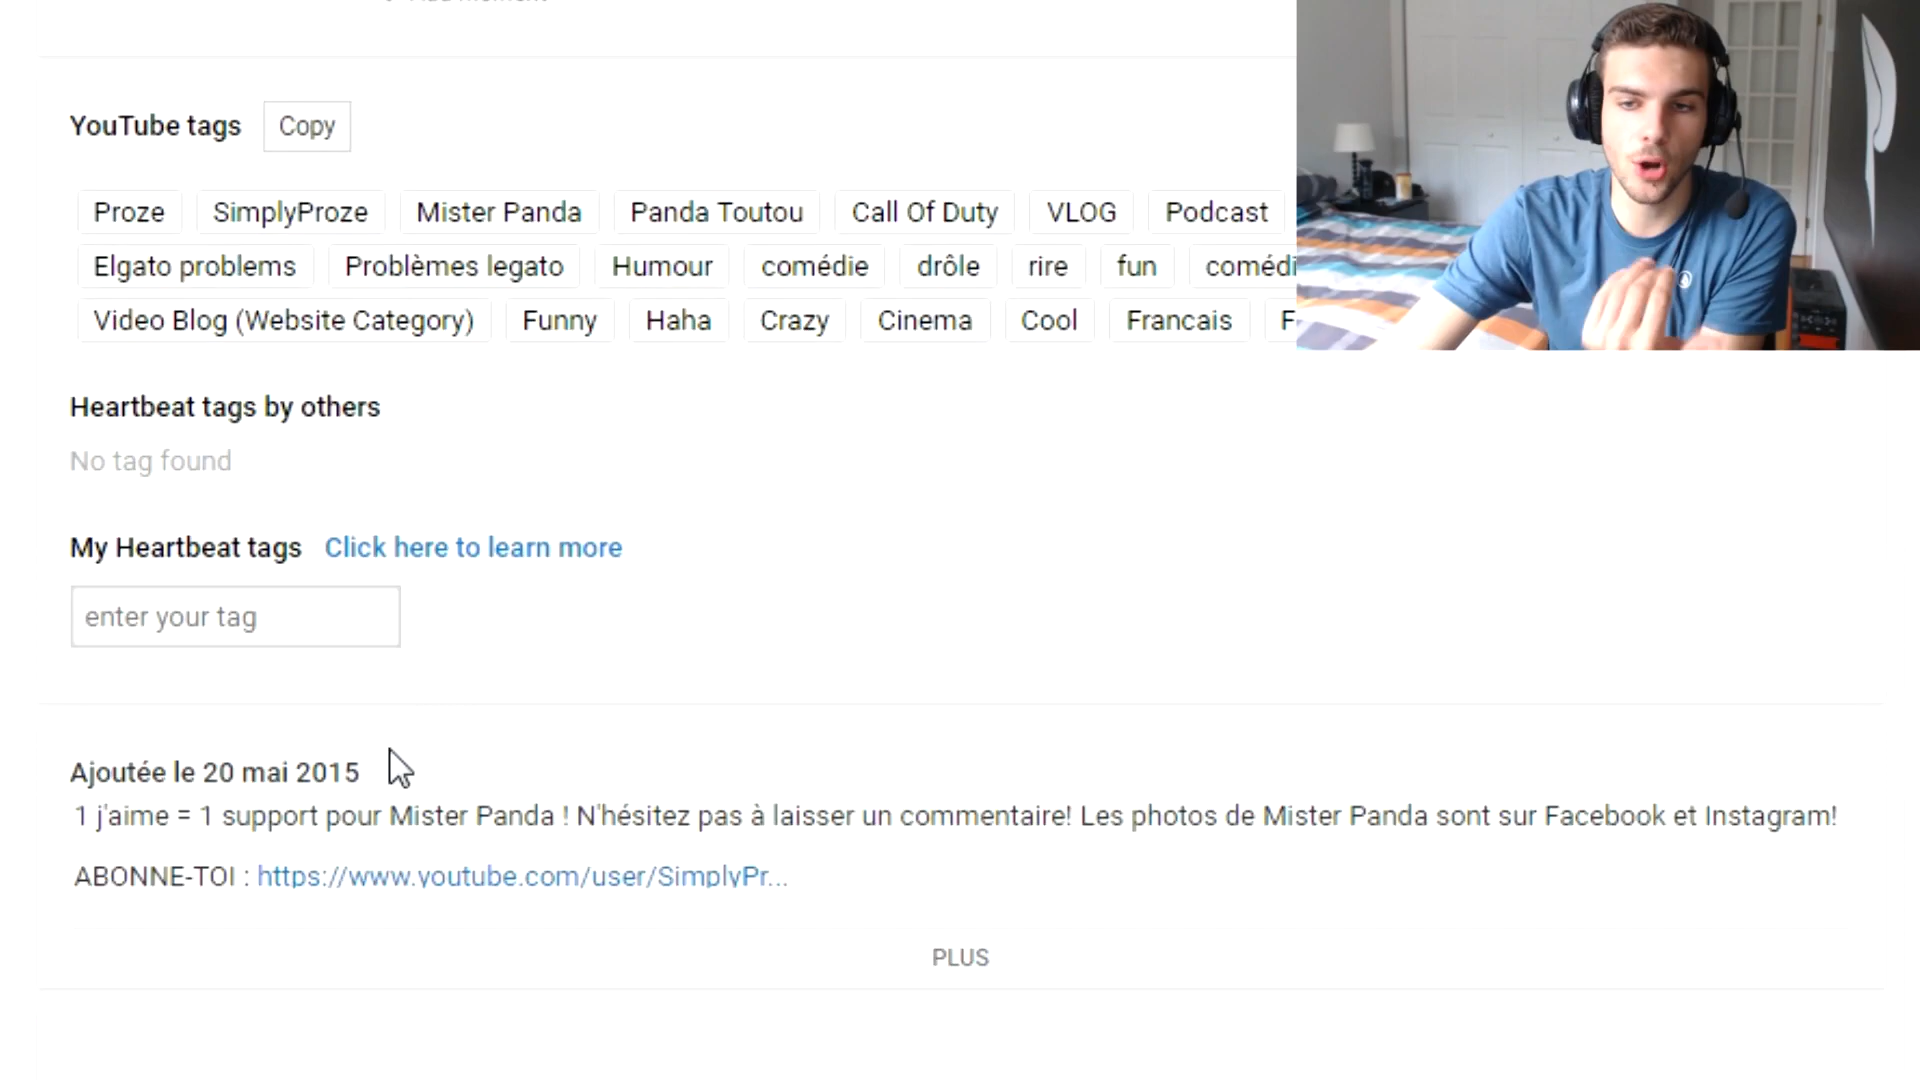 YouTube tags Copy
Proze SimplyProze Mister Panda Panda Toutou Call Of Duty VLOG Podcast
Elgato problems Problèmes legato Humour comédie drôle rire fun comédi
Video Blog (Website Category) Funny Haha Crazy Cinema Cool Francais F
Heartbeat tags by others
No tag found
My Heartbeat tags Click here to learn more
enter your tag
Ajoutée le 20 mai 2015
1 j'aime = 1 support pour Mister Panda ! N'hésitez pas à laisser un commentaire! Les photos de Mister Panda sont sur Facebook et Instagram!
ABONNE-TOI : https://www.youtube.com/user/SimplyPr...
PLUS